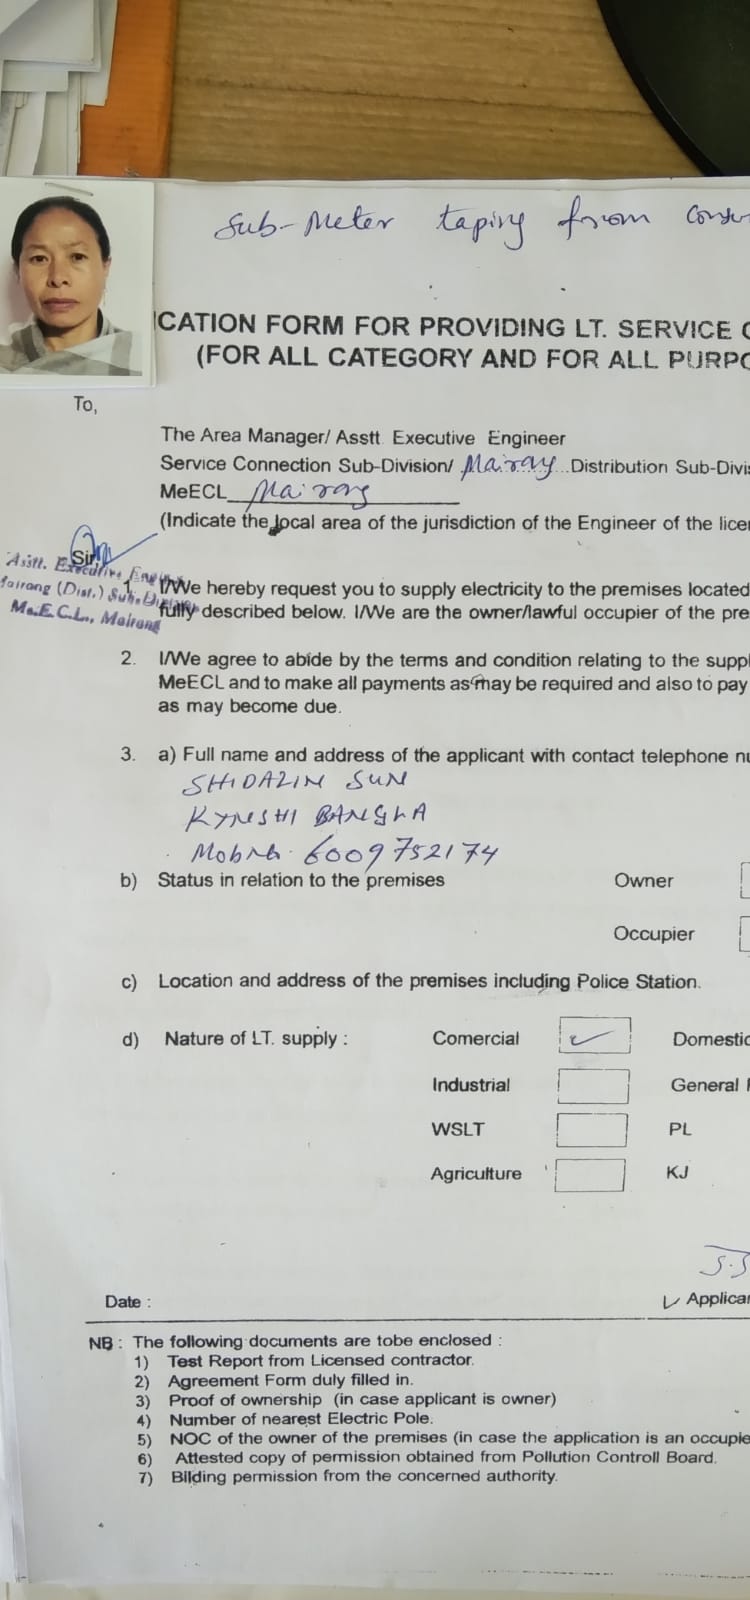 Sub-Meter taping from
CATION FORM FOR PROVIDING LT. SERVICE
(FOR ALL CATEGORY AND FOR ALL PURPO
To,
The Area Manager/ Asstt. Executive Engineer
Service Connection Sub-Division/ Mairang Distribution Sub-Divis
MeECL Mairang
(Indicate the local area of the jurisdiction of the Engineer of the licen
Sir,
Asstt. Executive Engin
Mairang (Dist.) Sub-Division
Me.E.C.L., Mairang
1. I/We hereby request you to supply electricity to the premises located
fully described below. I/We are the owner/lawful occupier of the pre
2. I/We agree to abide by the terms and condition relating to the suppl
MeECL and to make all payments as may be required and also to pay
as may become due.
3. a) Full name and address of the applicant with contact telephone nu
SHIDALIN SUN
KYNSHI BANGLA
Mob No. 6009752174
b) Status in relation to the premises Owner
Occupier
c) Location and address of the premises including Police Station.
d) Nature of LT. supply : Comercial Domestic
Industrial General
WSLT PL
Agriculture KJ
J.S
Date : Applican
NB : The following documents are tobe enclosed :
1) Test Report from Licensed contractor.
2) Agreement Form duly filled in.
3) Proof of ownership (in case applicant is owner)
4) Number of nearest Electric Pole.
5) NOC of the owner of the premises (in case the application is an occupie
6) Attested copy of permission obtained from Pollution Controll Board.
7) Bilding permission from the concerned authority.